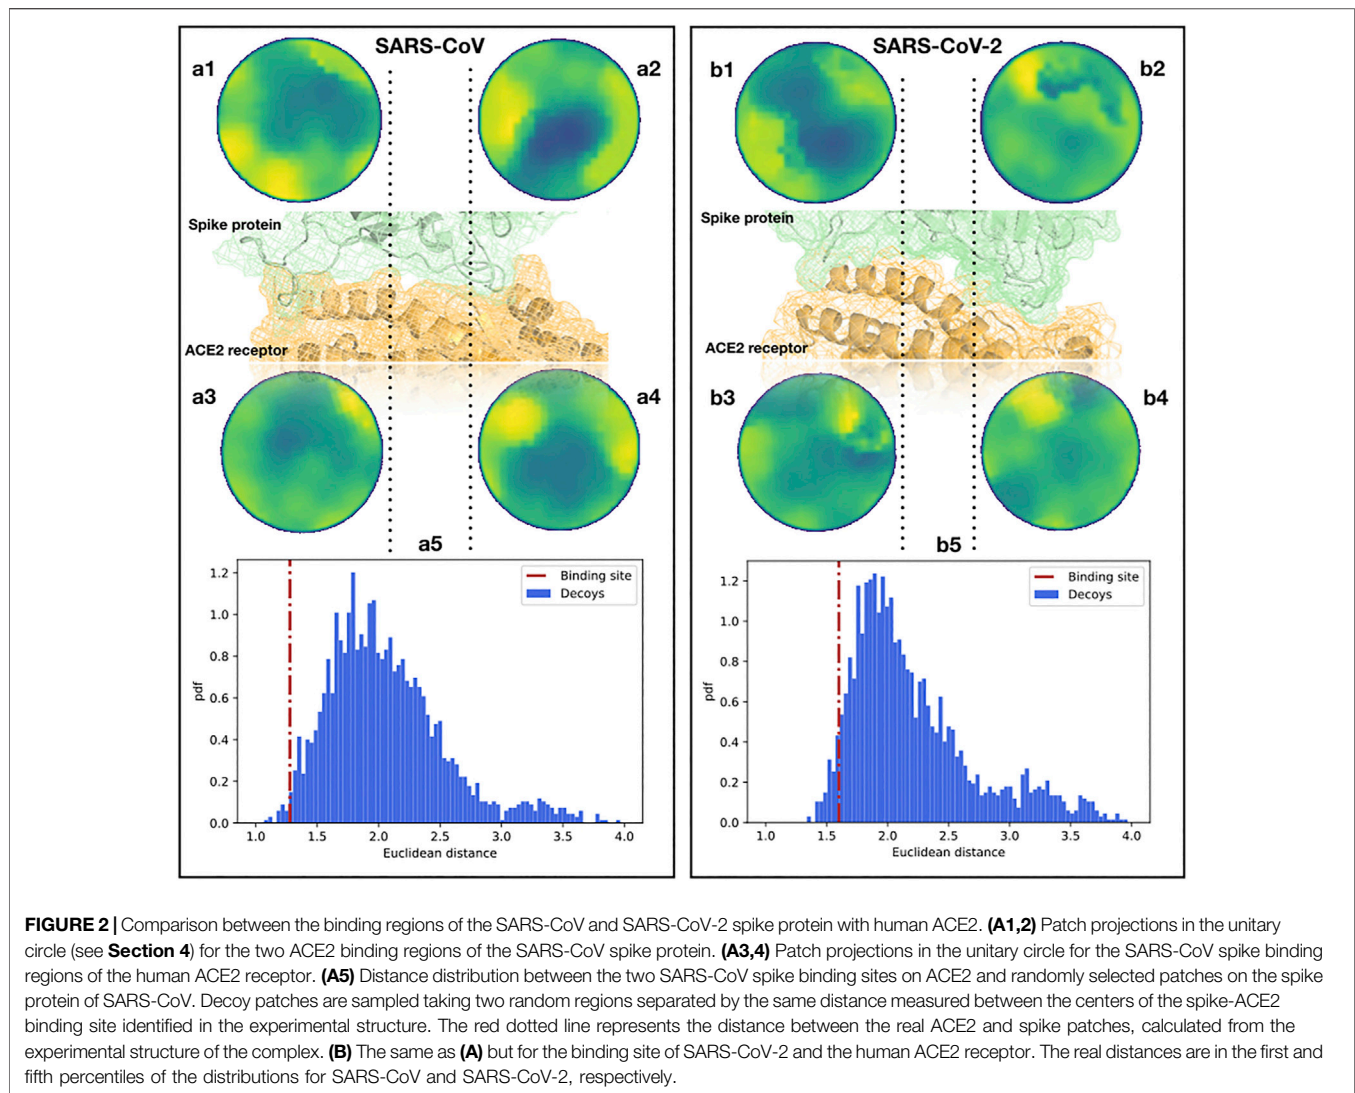 SARS-CoV
a1
a2
Spike protein
ACE2 receptor
a3
a4
a5
Binding site
Decoys
1.2
1.0
0.8
0.6
0.4
0.2
0.0
pdf
1.0 1.5 2.0 2.5 3.0 3.5 4.0
Euclidean distance
SARS-CoV-2
b1
b2
Spike protein
ACE2 receptor
b3
b4
b5
Binding site
Decoys
1.2
1.0
0.8
0.6
0.4
0.2
0.0
pdf
1.0 1.5 2.0 2.5 3.0 3.5 4.0
Euclidean distance
FIGURE 2 | Comparison between the binding regions of the SARS-CoV and SARS-CoV-2 spike protein with human ACE2. (A1,2) Patch projections in the unitary
circle (see Section 4) for the two ACE2 binding regions of the SARS-CoV spike protein. (A3,4) Patch projections in the unitary circle for the SARS-CoV spike binding
regions of the human ACE2 receptor. (A5) Distance distribution between the two SARS-CoV spike binding sites on ACE2 and randomly selected patches on the spike
protein of SARS-CoV. Decoy patches are sampled taking two random regions separated by the same distance measured between the centers of the spike-ACE2
binding site identified in the experimental structure. The red dotted line represents the distance between the real ACE2 and spike patches, calculated from the
experimental structure of the complex. (B) The same as (A) but for the binding site of SARS-CoV-2 and the human ACE2 receptor. The real distances are in the first and
fifth percentiles of the distributions for SARS-CoV and SARS-CoV-2, respectively.